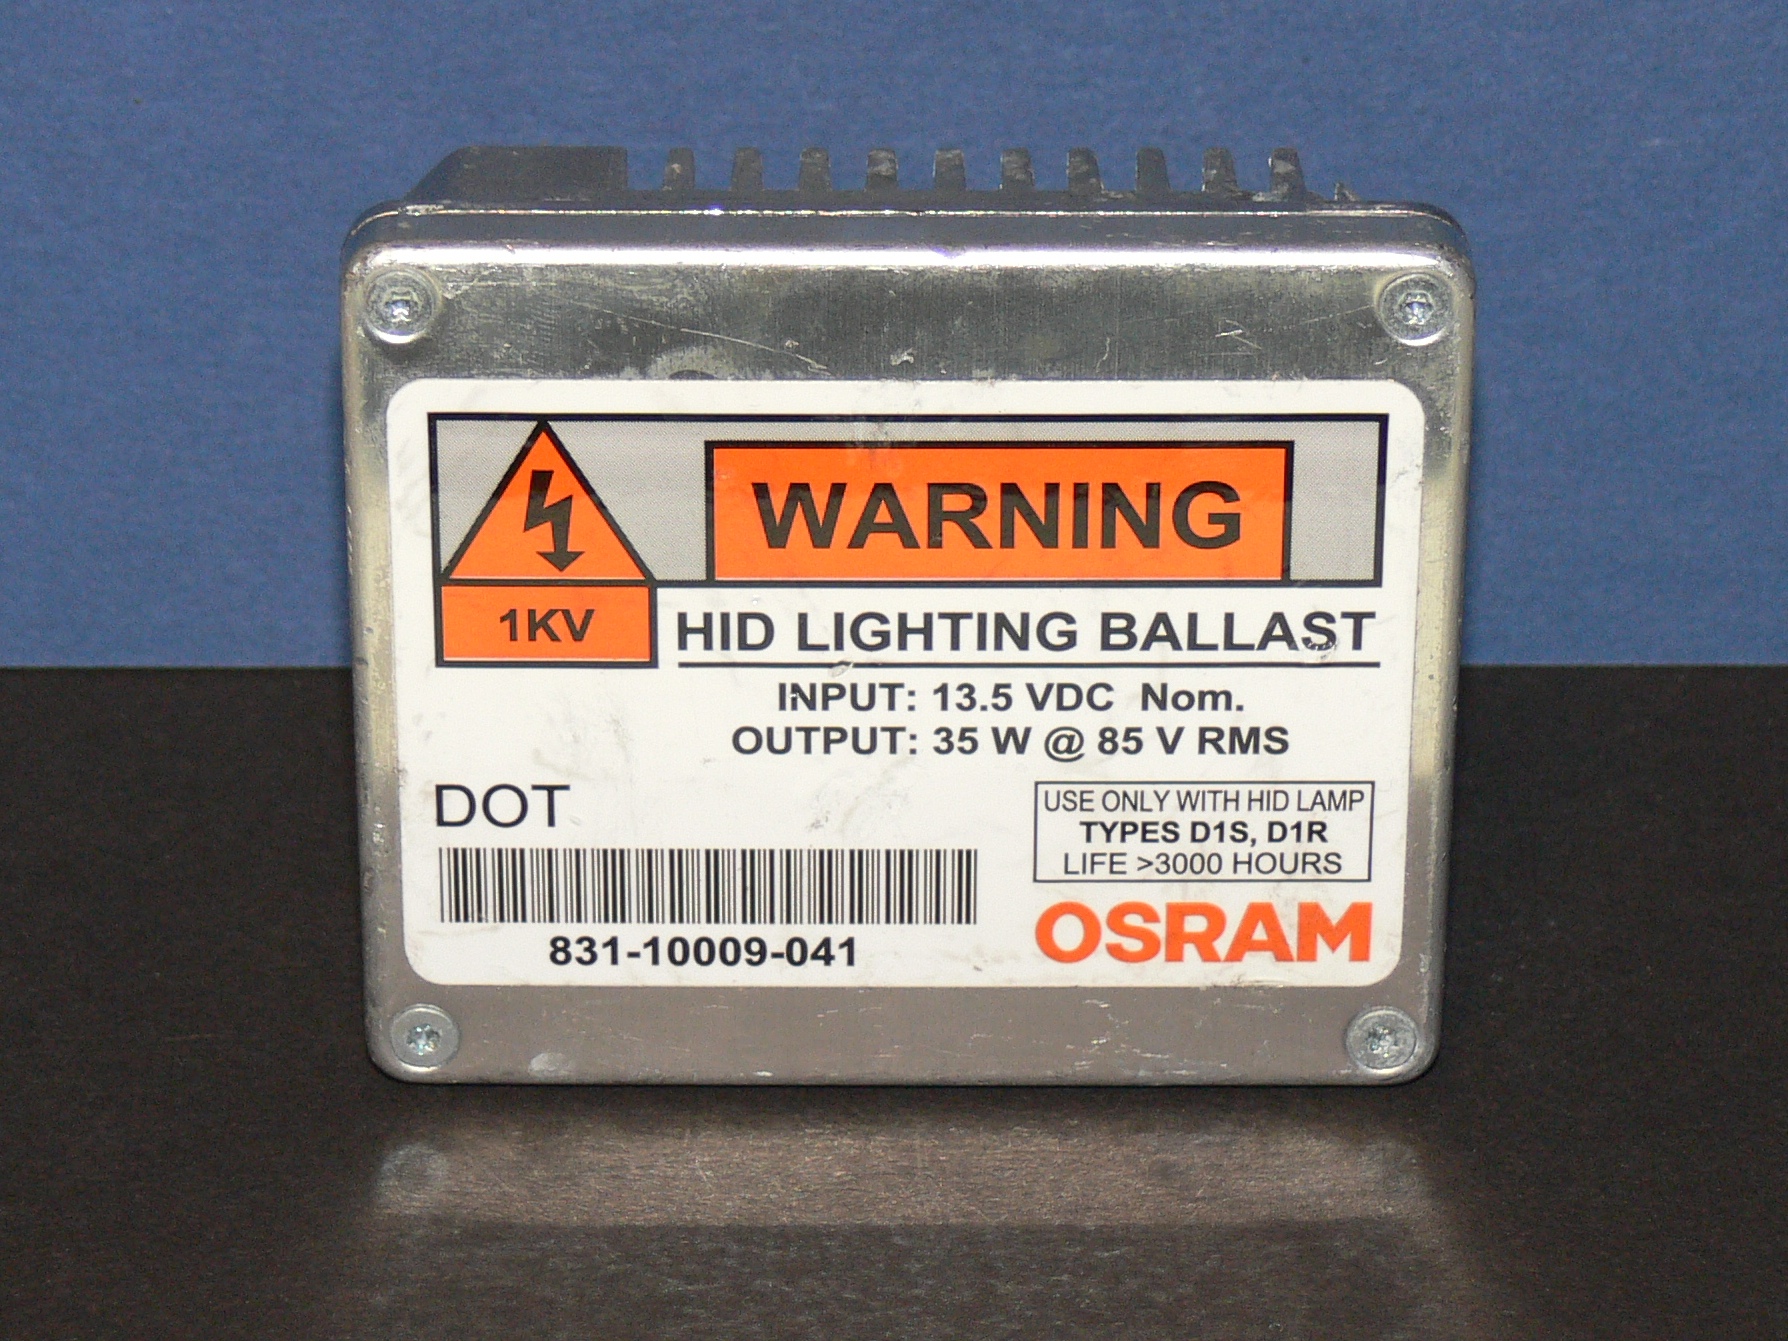 WARNING
1KV
HID LIGHTING BALLAST
INPUT: 13.5 VDC Nom.
OUTPUT: 35 W @ 85 V RMS
DOT
USE ONLY WITH HID LAMP
TYPES D1S, D1R
LIFE >3000 HOURS
831-10009-041
OSRAM